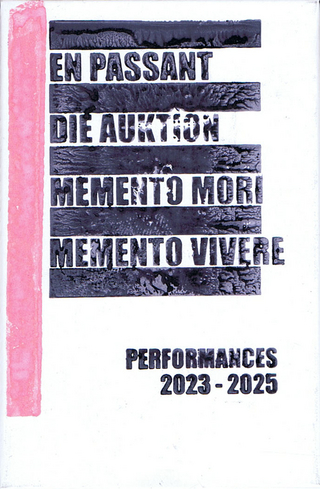 EN PASSANT
DIE AUKTION
MEMENTO MORI
MEMENTO VIVERE
PERFORMANCES
2023 - 2025